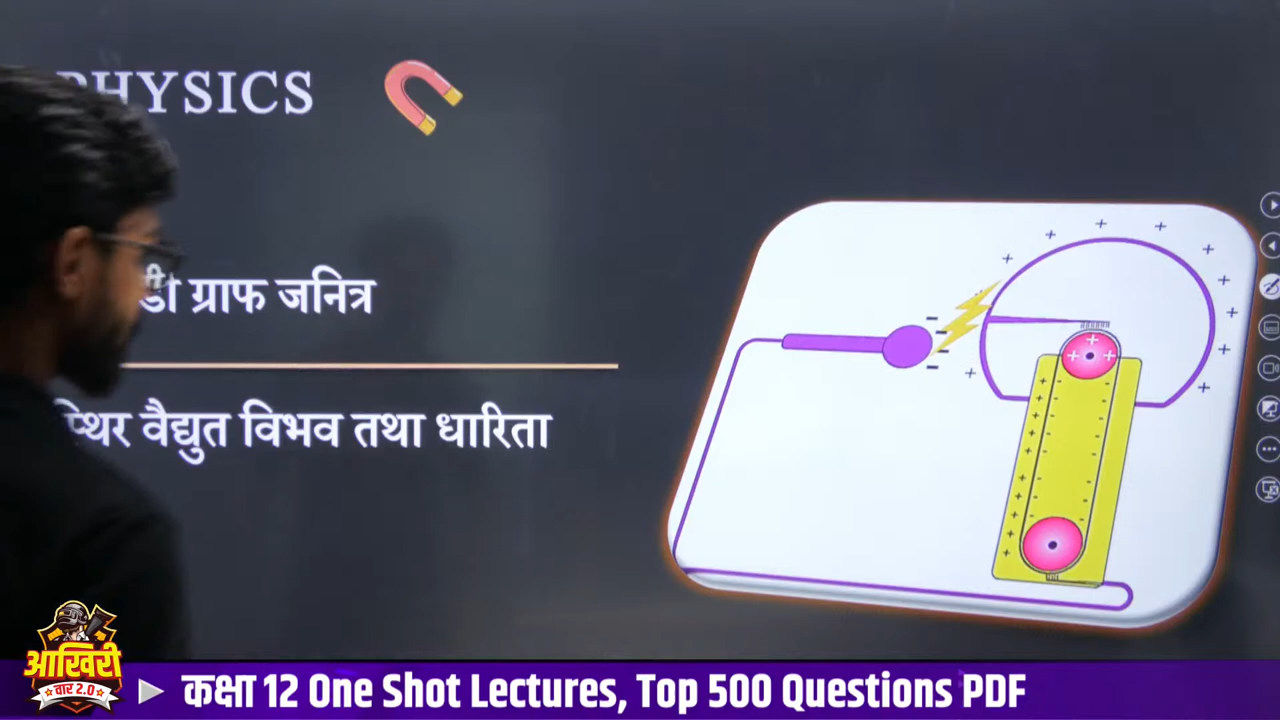 PHYSICS
ग्राफ जनित्र
वैद्युत विभव तथा धारिता
आखिरी
वार 2.0
कक्षा 12 One Shot Lectures, Top 500 Questions PDF